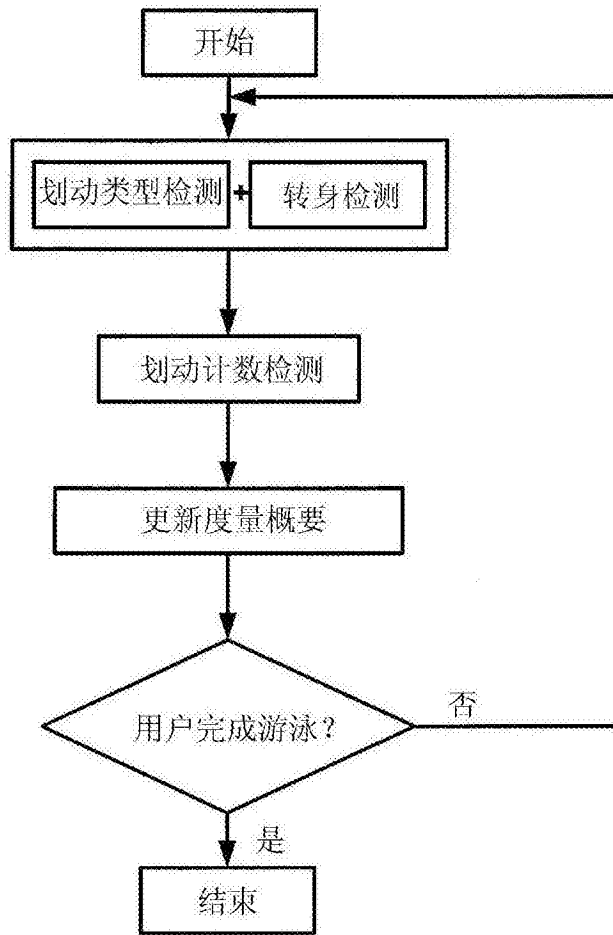 开始
划动类型检测 + 转身检测
划动计数检测
更新度量概要
用户完成游泳?
否
是
结束